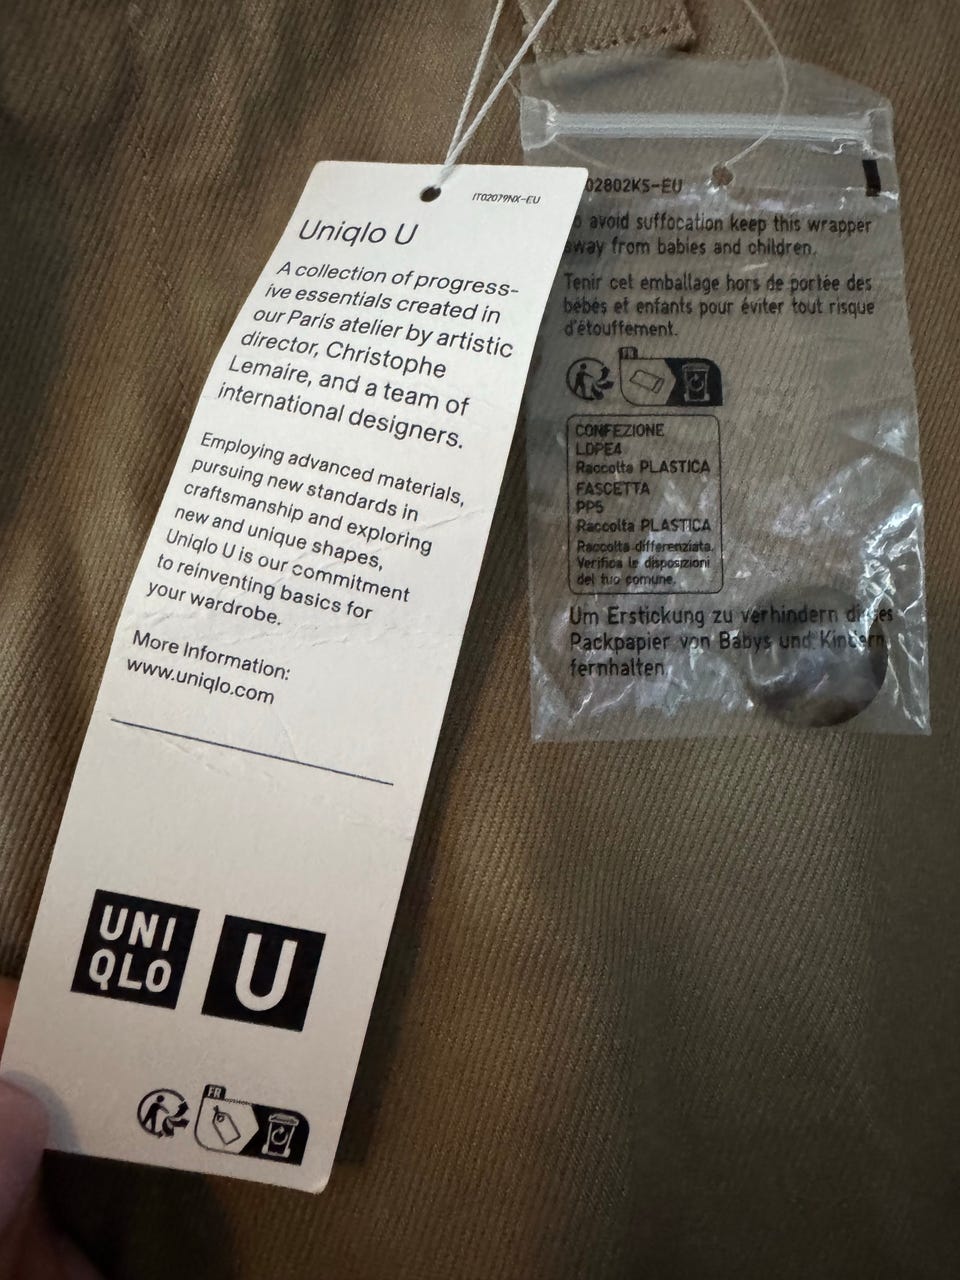 IT02079NX-EU
Uniqlo U
A collection of progress-
ive essentials created in
our Paris atelier by artistic
director, Christophe
Lemaire, and a team of
international designers.
Employing advanced materials,
pursuing new standards in
craftsmanship and exploring
new and unique shapes,
Uniqlo U is our commitment
to reinventing basics for
your wardrobe.
More Information:
www.uniqlo.com
UNI
QLO
U
FR
02802KS-EU
avoid suffocation keep this wrapper
away from babies and children.
Tenir cet emballage hors de portée des
bébés et enfants pour éviter tout risque
d'étouffement.
FR
CONFEZIONE
LDPE4
Raccolta PLASTICA
FASCETTA
PP5
Raccolta PLASTICA
Raccolta differenziata.
Verifica le disposizioni
del tuo comune.
Um Erstickung zu verhindern dieses
Packpapier von Babys und Kindern
fernhalten